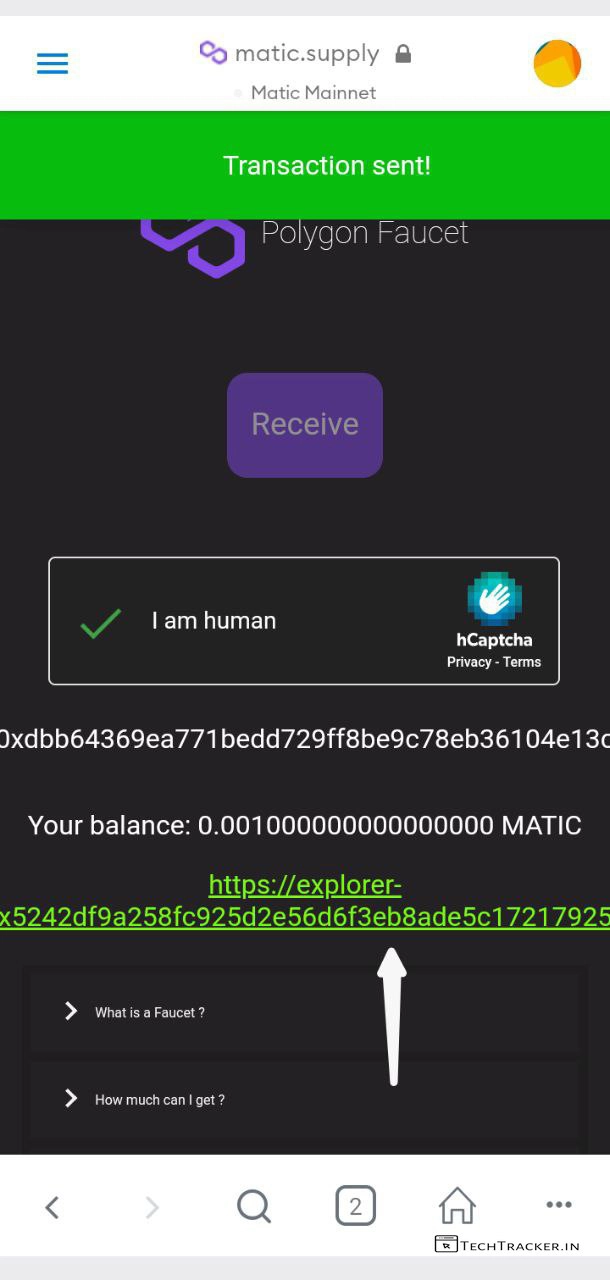 matic.supply
Matic Mainnet
Transaction sent!
Polygon Faucet
Receive
I am human
hCaptcha
Privacy - Terms
0xdbb64369ea771bedd729ff8be9c78eb36104e13c
Your balance: 0.001000000000000000 MATIC
https://explorer-
x5242df9a258fc925d2e56d6f3eb8ade5c17217925
What is a Faucet ?
How much can I get ?
2
TECHTRACKER.IN